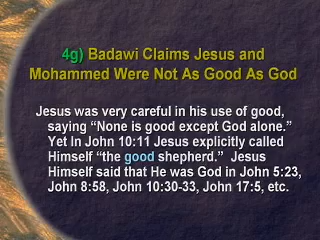 4g) Badawi Claims Jesus and
Mohammed Were Not As Good As God
Jesus was very careful in his use of good,
saying “None is good except God alone.”
Yet In John 10:11 Jesus explicitly called
Himself “the good shepherd.” Jesus
Himself said that He was God in John 5:23,
John 8:58, John 10:30-33, John 17:5, etc.